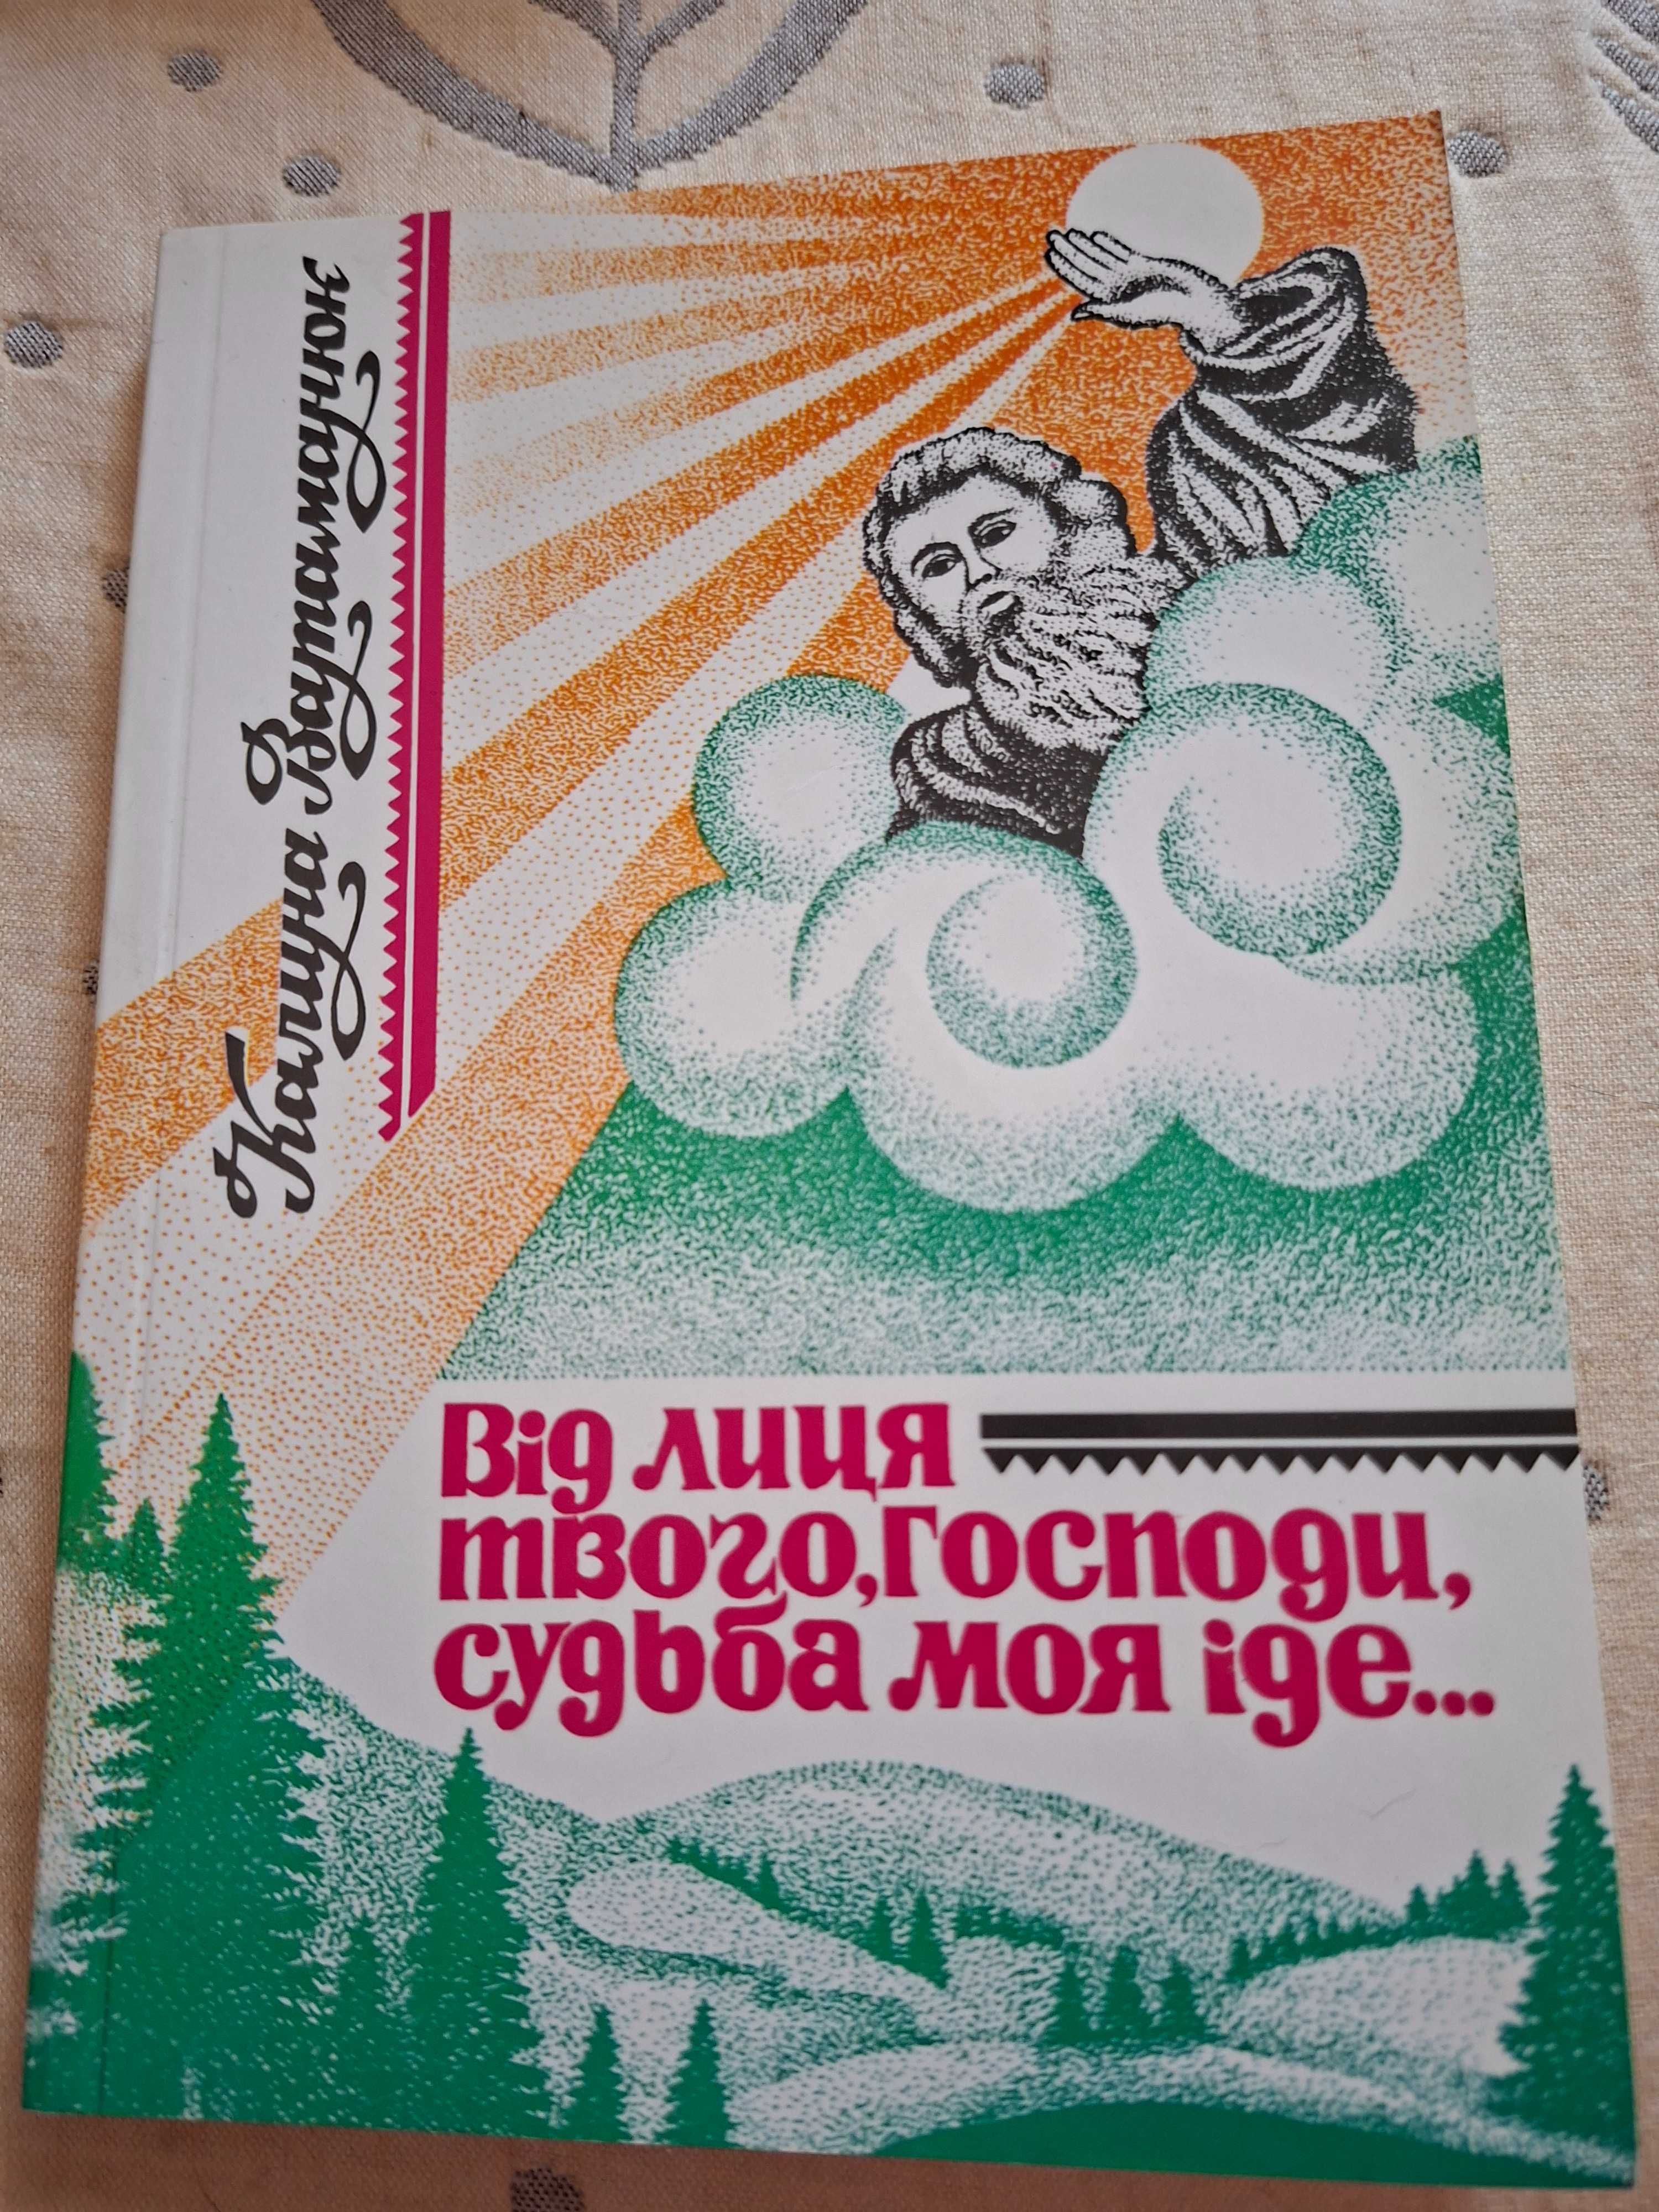 Калина Ватаманюк
Від лиця
твого, Господи,
судьба моя іде...